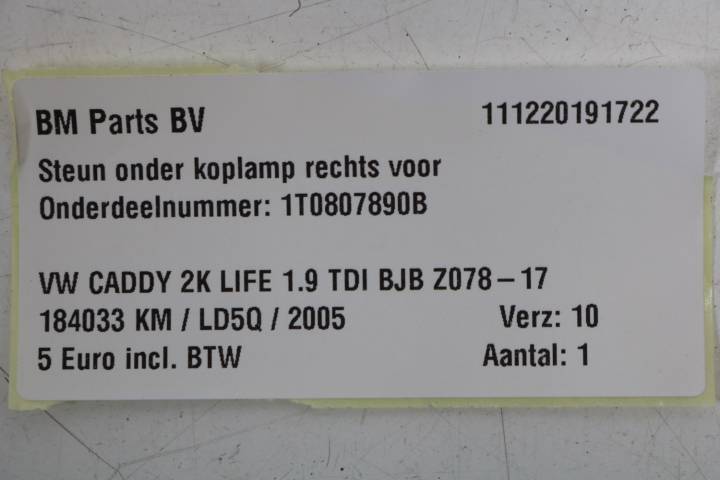 BM Parts BV 111220191722
Steun onder koplamp rechts voor
Onderdeelnummer: 1T0807890B
VW CADDY 2K LIFE 1.9 TDI BJB Z078-17
184033 KM / LD5Q / 2005 Verz: 10
5 Euro incl. BTW Aantal: 1